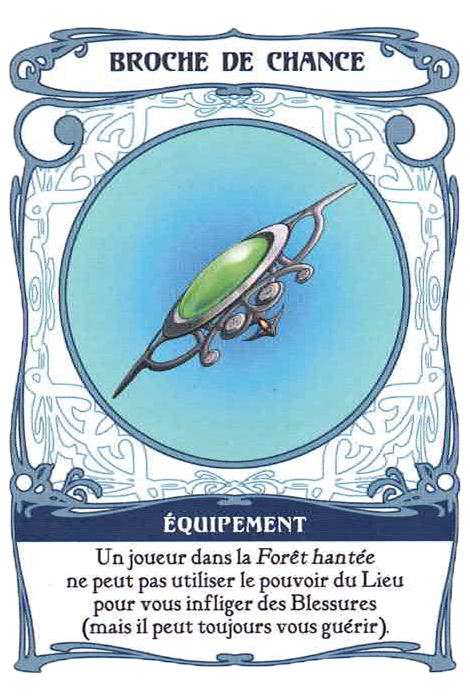 BROCHE DE CHANCE
ÉQUIPEMENT
Un joueur dans la Forêt hantée
ne peut pas utiliser le pouvoir du Lieu
pour vous infliger des Blessures
(mais il peut toujours vous guérir).